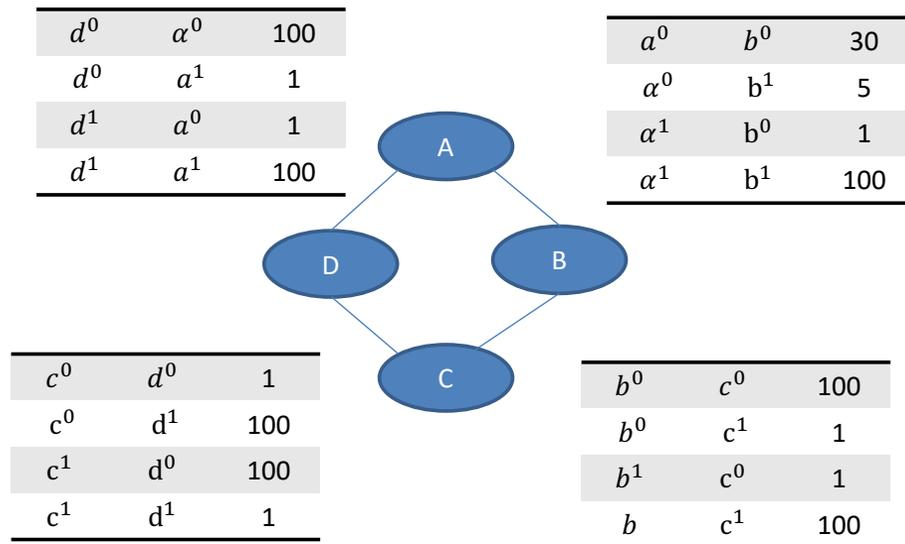 d⁰ α⁰ 100
d⁰ a¹ 1
d¹ a⁰ 1
d¹ a¹ 100
a⁰ b⁰ 30
α⁰ b¹ 5
α¹ b⁰ 1
α¹ b¹ 100
A
D
B
C
c⁰ d⁰ 1
c⁰ d¹ 100
c¹ d⁰ 100
c¹ d¹ 1
b⁰ c⁰ 100
b⁰ c¹ 1
b¹ c⁰ 1
b c¹ 100